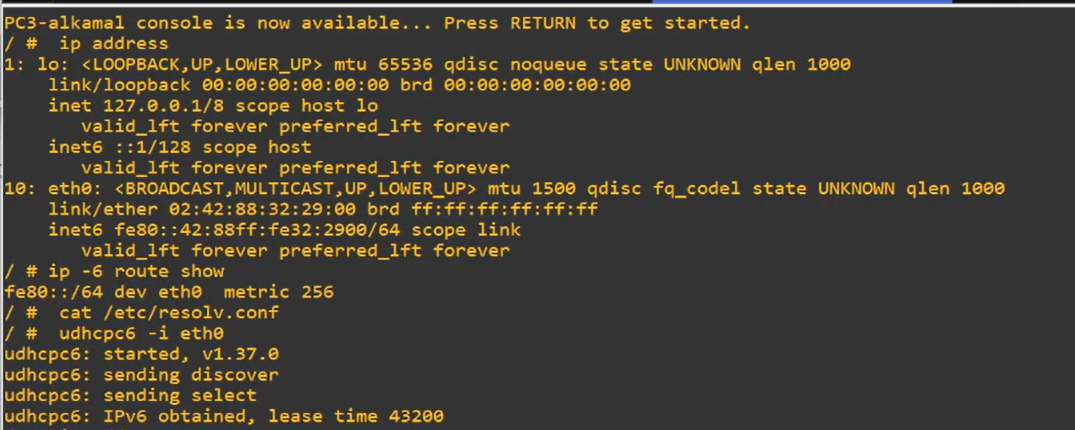 PC3-alkamal console is now available... Press RETURN to get started.
/ #  ip address
1: lo: <LOOPBACK,UP,LOWER_UP> mtu 65536 qdisc noqueue state UNKNOWN qlen 1000
    link/loopback 00:00:00:00:00:00 brd 00:00:00:00:00:00
    inet 127.0.0.1/8 scope host lo
       valid_lft forever preferred_lft forever
    inet6 ::1/128 scope host
       valid_lft forever preferred_lft forever
10: eth0: <BROADCAST,MULTICAST,UP,LOWER_UP> mtu 1500 qdisc fq_codel state UNKNOWN qlen 1000
    link/ether 02:42:88:32:29:00 brd ff:ff:ff:ff:ff:ff
    inet6 fe80::42:88ff:fe32:2900/64 scope link
       valid_lft forever preferred_lft forever
/ # ip -6 route show
fe80::/64 dev eth0  metric 256
/ #  cat /etc/resolv.conf
/ #  udhcpc6 -i eth0
udhcpc6: started, v1.37.0
udhcpc6: sending discover
udhcpc6: sending select
udhcpc6: IPv6 obtained, lease time 43200